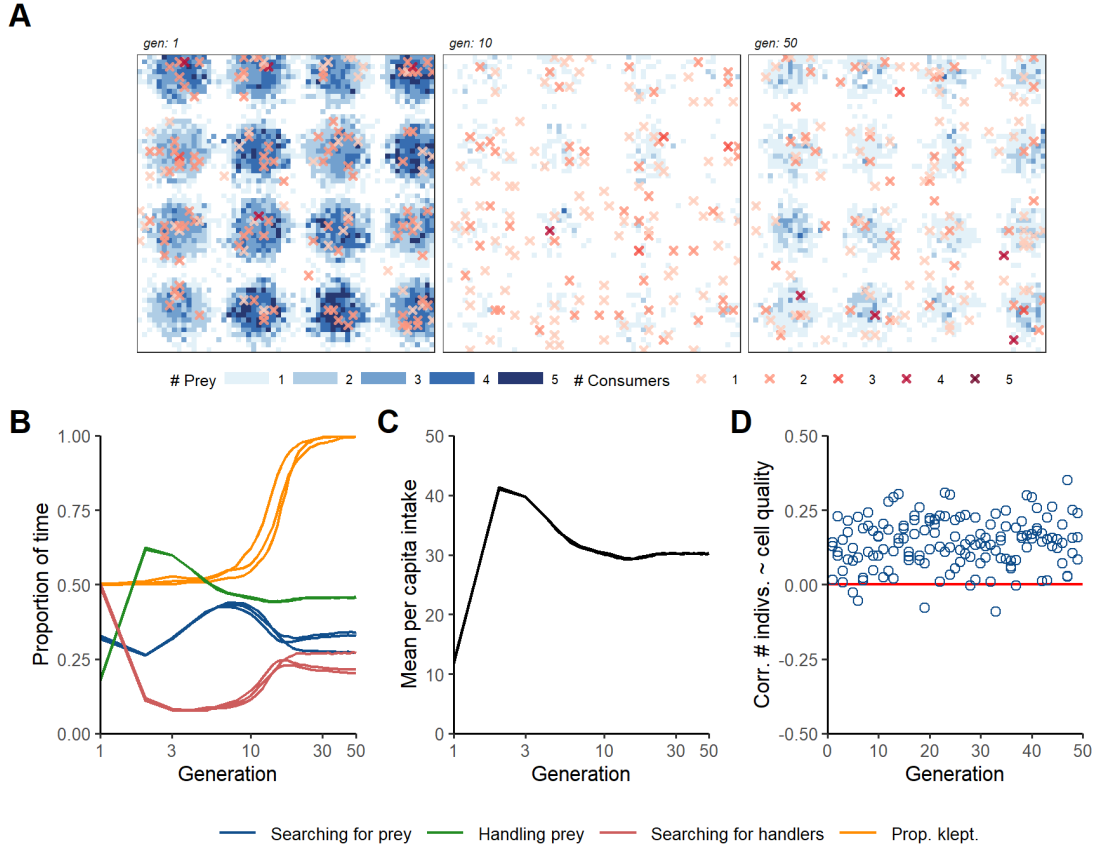 A
gen: 1
gen: 10
gen: 50
# Prey 1 2 3 4 5 # Consumers 1 2 3 4 5
B
C
D
Proportion of time
1.00
0.75
0.50
0.25
0.00
1 3 10 30 50
Generation
Mean per capita intake
50
40
30
20
10
0
1 3 10 30 50
Generation
Corr. # indivs. ~ cell quality
0.50
0.25
0.00
-0.25
-0.50
0 10 20 30 40 50
Generation
Searching for prey Handling prey Searching for handlers Prop. klept.